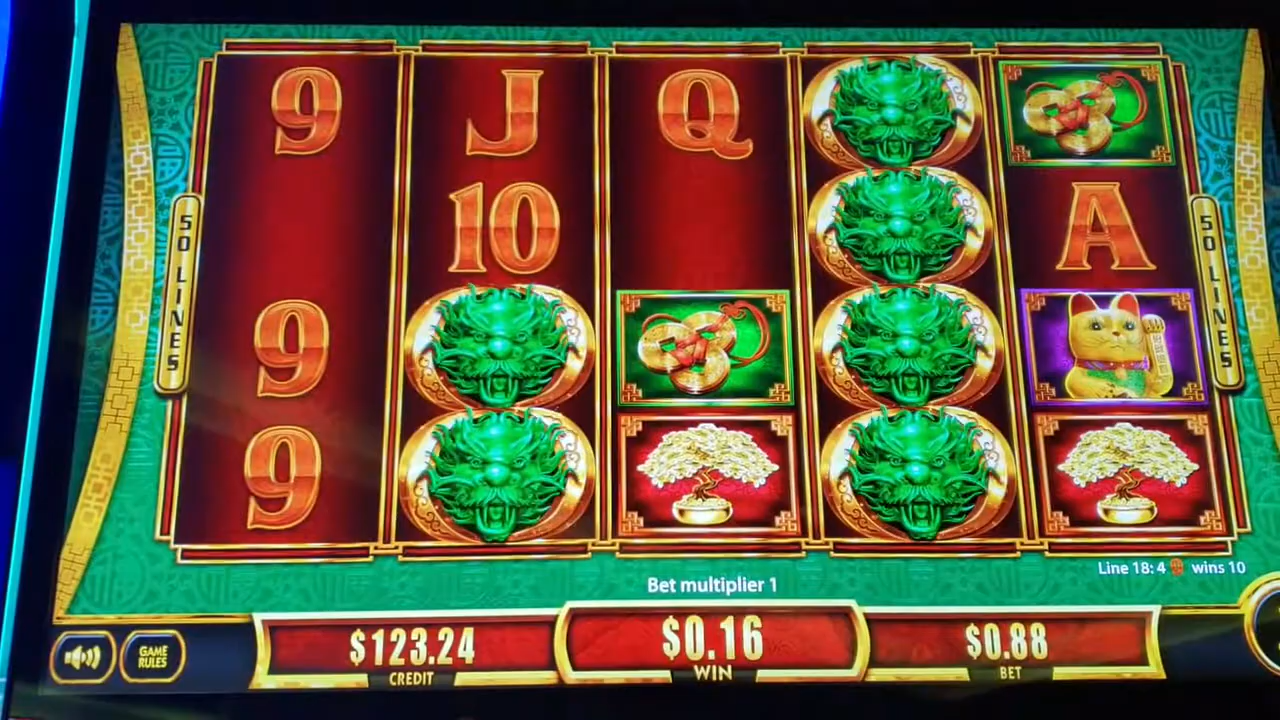 9 J Q
10 A
50 LINES
50 LINES
9
9
Line 18: 4 wins 10
Bet multiplier 1
$123.24
CREDIT
$0.16
WIN
$0.88
BET
GAME
RULES